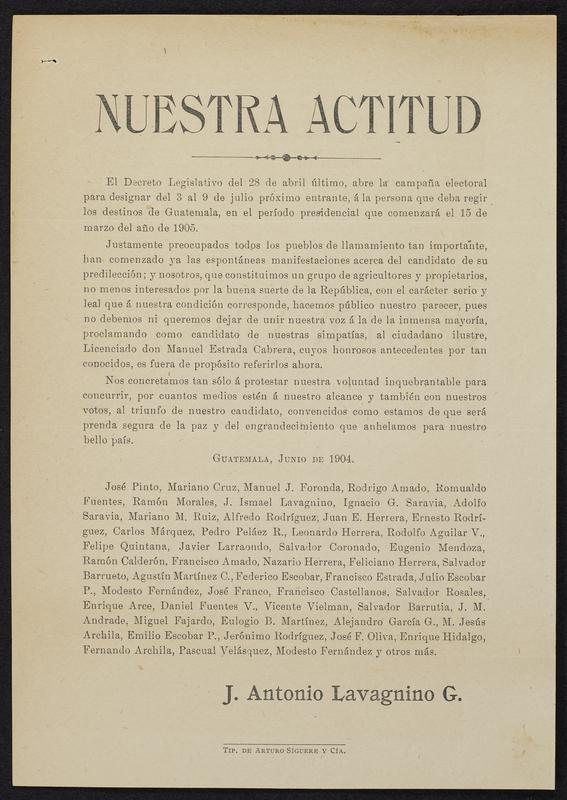 NUESTRA ACTITUD
El Decreto Legislativo del 28 de abril último, abre la campaña electoral
para designar del 3 al 9 de julio próximo entrante, á la persona que deba regir
los destinos de Guatemala, en el período presidencial que comenzará el 15 de
marzo del año de 1905.
Justamente preocupados todos los pueblos de llamamiento tan importante,
han comenzado ya las espontáneas manifestaciones acerca del candidato de su
predilección; y nosotros, que constituimos un grupo de agricultores y propietarios,
no menos interesados por la buena suerte de la República, con el carácter serio y
leal que á nuestra condición corresponde, hacemos público nuestro parecer, pues
no debemos ni queremos dejar de unir nuestra voz á la de la inmensa mayoría,
proclamando como candidato de nuestras simpatías, al ciudadano ilustre,
Licenciado don Manuel Estrada Cabrera, cuyos honrosos antecedentes por tan
conocidos, es fuera de propósito referirlos ahora.
Nos concretamos tan sólo á protestar nuestra voluntad inquebrantable para
concurrir, por cuantos medios estén á nuestro alcance y también con nuestros
votos, al triunfo de nuestro candidato, convencidos como estamos de que será
prenda segura de la paz y del engrandecimiento que anhelamos para nuestro
bello país.
GUATEMALA, JUNIO DE 1904.
José Pinto, Mariano Cruz, Manuel J. Foronda, Rodrigo Amado, Romualdo
Fuentes, Ramón Morales, J. Ismael Lavagnino, Ignacio G. Saravia, Adolfo
Saravia, Mariano M. Ruiz, Alfredo Rodríguez, Juan E. Herrera, Ernesto Rodrí-
guez, Carlos Márquez, Pedro Peláez R., Leonardo Herrera, Rodolfo Aguilar V.,
Felipe Quintana, Javier Larraondo, Salvador Coronado, Eugenio Mendoza,
Ramón Calderón, Francisco Amado, Nazario Herrera, Feliciano Herrera, Salvador
Barrueto, Agustín Martínez C., Federico Escobar, Francisco Estrada, Julio Escobar
P., Modesto Fernández, José Franco, Francisco Castellanos, Salvador Rosales,
Enrique Arce, Daniel Fuentes V., Vicente Vielman, Salvador Barrutia, J. M.
Andrade, Miguel Fajardo, Eulogio B. Martínez, Alejandro García G., M. Jesús
Archila, Emilio Escobar P., Jerónimo Rodríguez, José F. Oliva, Enrique Hidalgo,
Fernando Archila, Pascual Velásquez, Modesto Fernández y otros más.
J. Antonio Lavagnino G.
TIP. DE ARTURO SIGUERE Y CÍA.